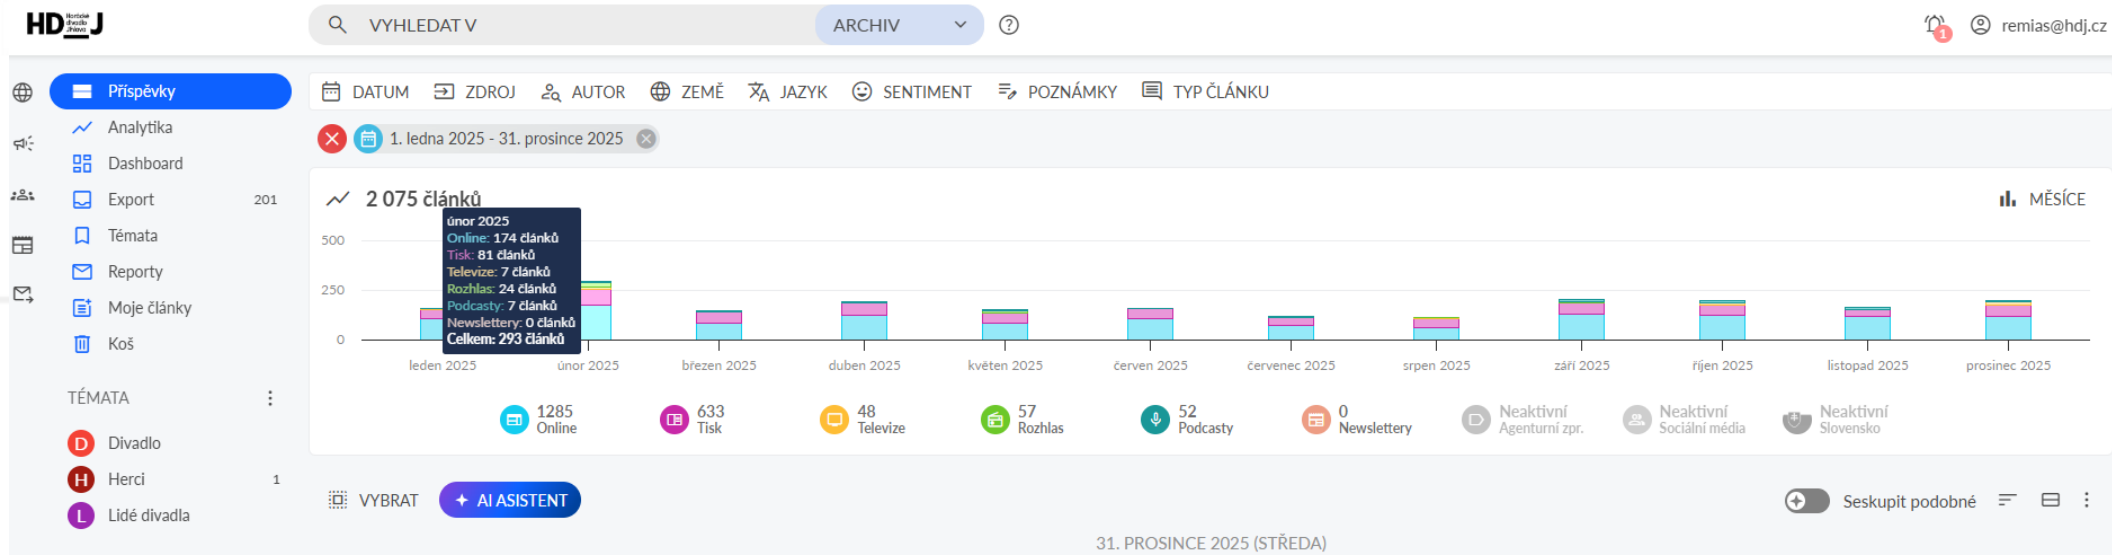 HDJ Horácké divadlo Jihlava
VYHLEDAT V
ARCHIV
1
remias@hdj.cz
Příspěvky
Analytika
Dashboard
Export 201
Témata
Reporty
Moje články
Koš
TÉMATA
D Divadlo
H Herci 1
L Lidé divadla
DATUM ZDROJ AUTOR ZEMĚ JAZYK SENTIMENT POZNÁMKY TYP ČLÁNKU
1. ledna 2025 - 31. prosince 2025
2 075 článků
MĚSÍCE
únor 2025
Online: 174 článků
Tisk: 81 článků
Televize: 7 článků
Rozhlas: 24 článků
Podcasty: 7 článků
Newslettery: 0 článků
Celkem: 293 článků
500
250
0
leden 2025 únor 2025 březen 2025 duben 2025 květen 2025 červen 2025 červenec 2025 srpen 2025 září 2025 říjen 2025 listopad 2025 prosinec 2025
1285 Online
633 Tisk
48 Televize
57 Rozhlas
52 Podcasty
0 Newslettery
Neaktivní Agenturní zpr.
Neaktivní Sociální média
Neaktivní Slovensko
VYBRAT
AI ASISTENT
Seskupit podobné
31. PROSINCE 2025 (STŘEDA)